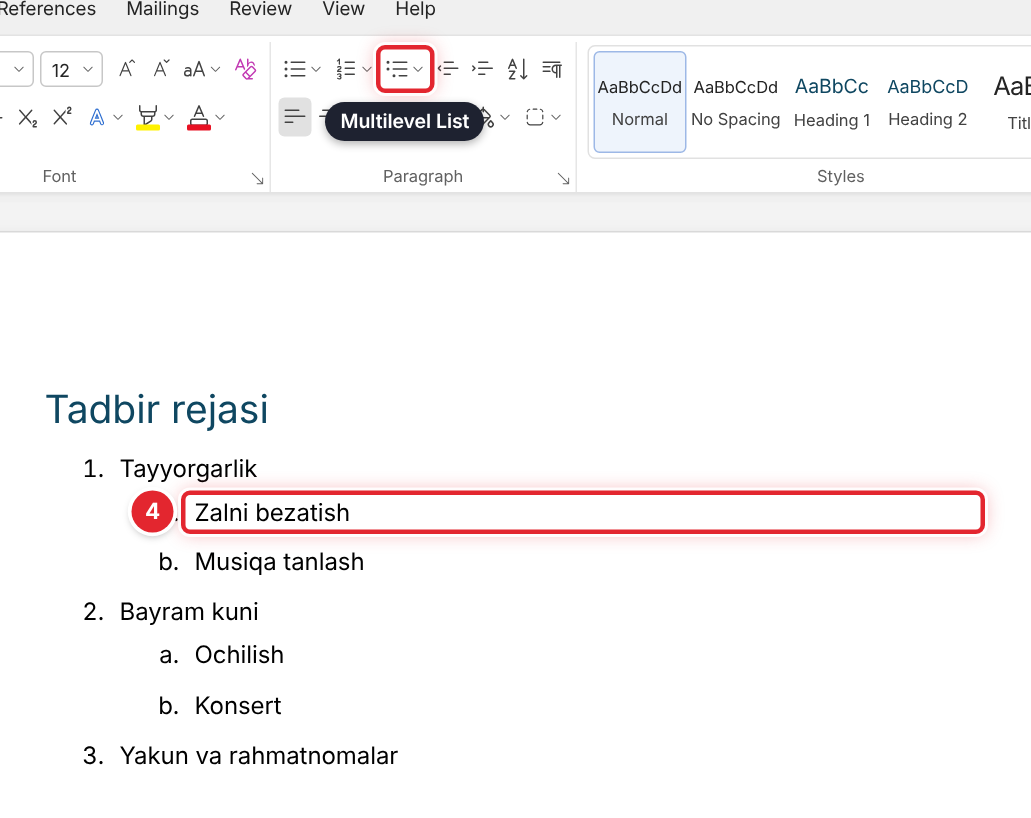 References Mailings Review View Help
12 aA
Multilevel List
Font Paragraph Styles
AaBbCcDd AaBbCcDd AaBbCc AaBbCcD AaB
Normal No Spacing Heading 1 Heading 2 Titl
Tadbir rejasi
1. Tayyorgarlik
4 . Zalni bezatish
b. Musiqa tanlash
2. Bayram kuni
a. Ochilish
b. Konsert
3. Yakun va rahmatnomalar